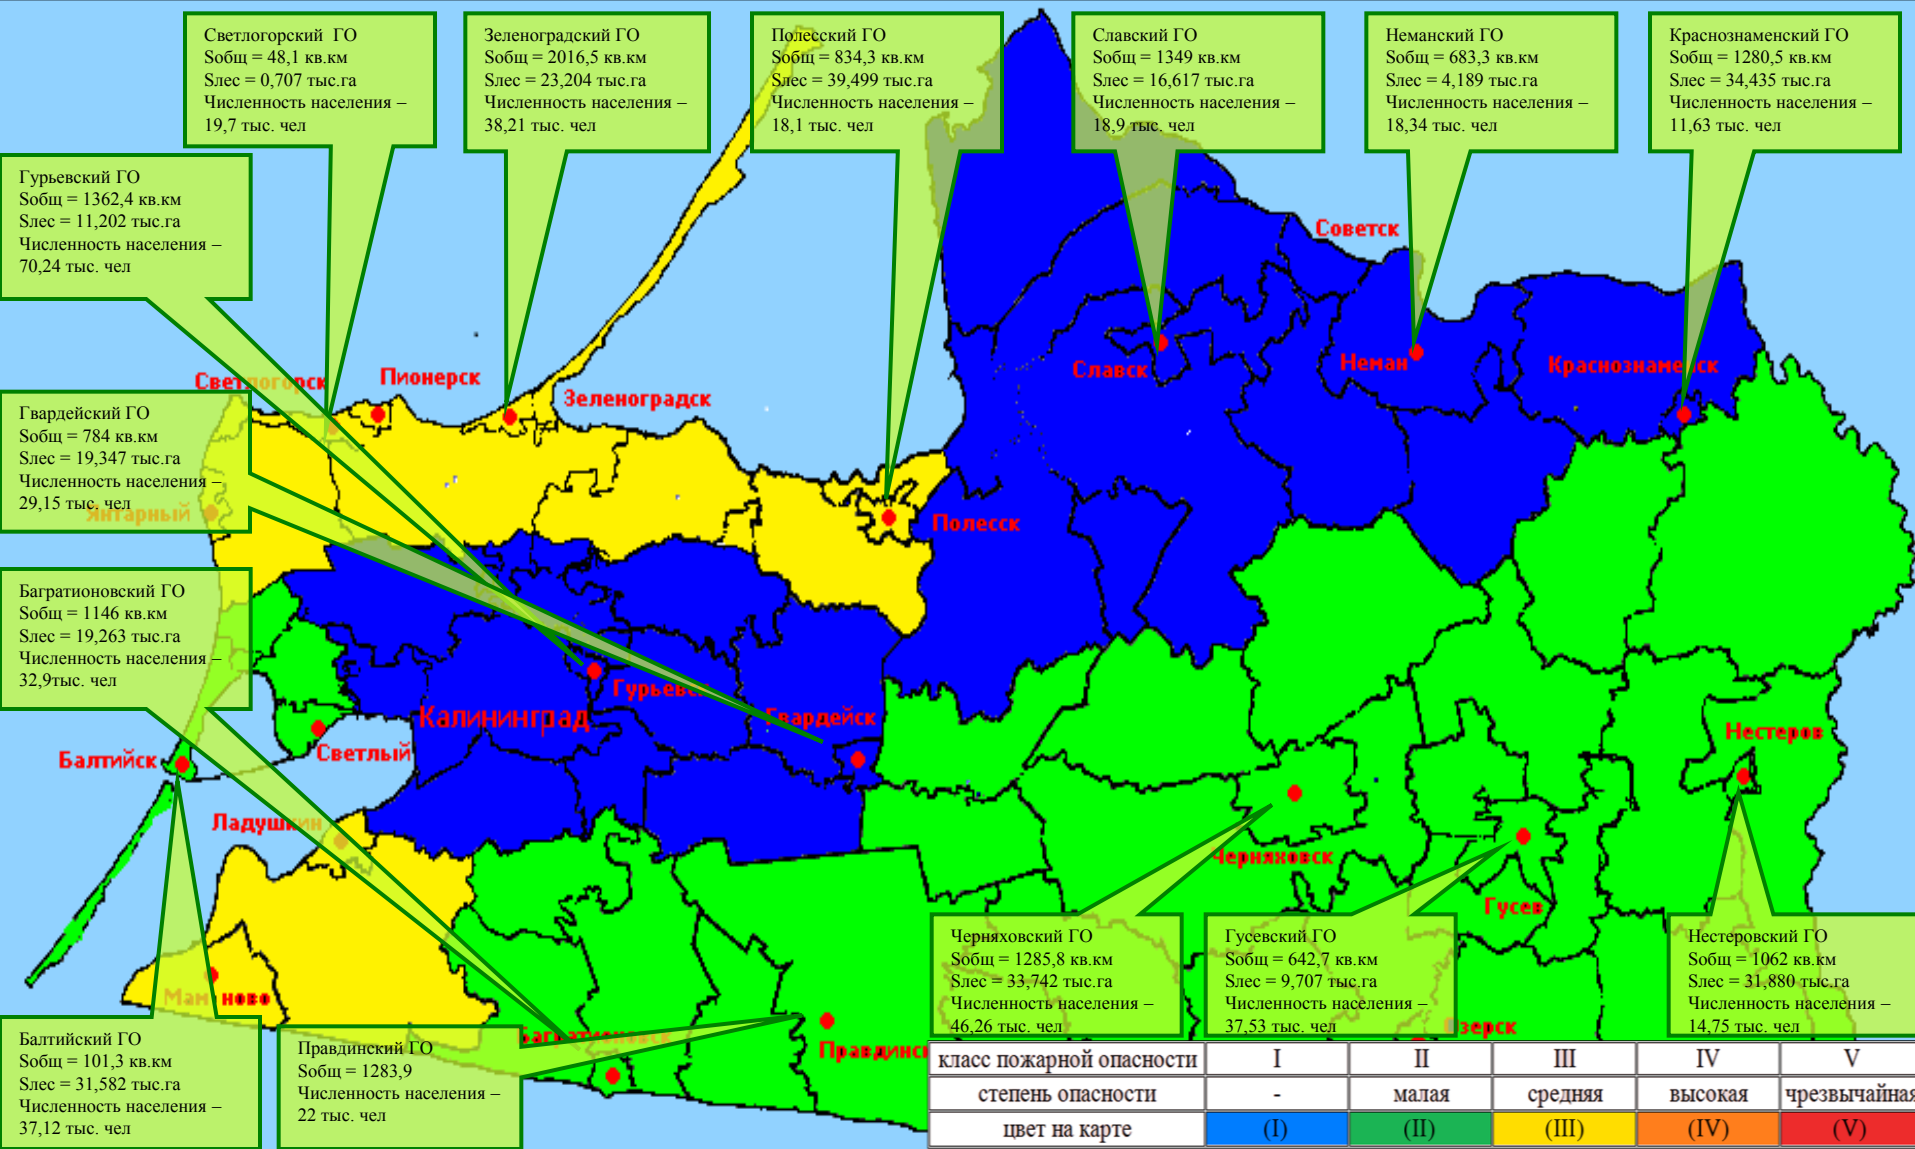 Светлогорский ГО
Sобщ = 48,1 кв.км
Sлес = 0,707 тыс.га
Численность населения –
19,7 тыс. чел
Зеленоградский ГО
Sобщ = 2016,5 кв.км
Sлес = 23,204 тыс.га
Численность населения –
38,21 тыс. чел
Полесский ГО
Sобщ = 834,3 кв.км
Sлес = 39,499 тыс.га
Численность населения –
18,1 тыс. чел
Славский ГО
Sобщ = 1349 кв.км
Sлес = 16,617 тыс.га
Численность населения –
18,9 тыс. чел
Неманский ГО
Sобщ = 683,3 кв.км
Sлес = 4,189 тыс.га
Численность населения –
18,34 тыс. чел
Краснознаменский ГО
Sобщ = 1280,5 кв.км
Sлес = 34,435 тыс.га
Численность населения –
11,63 тыс. чел
Гурьевский ГО
Sобщ = 1362,4 кв.км
Sлес = 11,202 тыс.га
Численность населения –
70,24 тыс. чел
Советск
Светлогорск
Пионерск
Зеленоградск
Славск
Неман
Краснознаменск
Гвардейский ГО
Sобщ = 784 кв.км
Sлес = 19,347 тыс.га
Численность населения –
29,15 тыс. чел
Янтарный
Полесск
Багратионовский ГО
Sобщ = 1146 кв.км
Sлес = 19,263 тыс.га
Численность населения –
32,9тыс. чел
Гурьевск
Калининград
Гвардейск
Нестеров
Балтийск
Светлый
Ладушкин
Черняховск
Гусев
Мамоново
Багратионовск
Правдинск
Озерск
Черняховский ГО
Sобщ = 1285,8 кв.км
Sлес = 33,742 тыс.га
Численность населения –
46,26 тыс. чел
Гусевский ГО
Sобщ = 642,7 кв.км
Sлес = 9,707 тыс.га
Численность населения –
37,53 тыс. чел
Нестеровский ГО
Sобщ = 1062 кв.км
Sлес = 31,880 тыс.га
Численность населения –
14,75 тыс. чел
Балтийский ГО
Sобщ = 101,3 кв.км
Sлес = 31,582 тыс.га
Численность населения –
37,12 тыс. чел
Правдинский ГО
Sобщ = 1283,9
Численность населения –
22 тыс. чел
класс пожарной опасности I II III IV V
степень опасности - малая средняя высокая чрезвычайная
цвет на карте (I) (II) (III) (IV) (V)